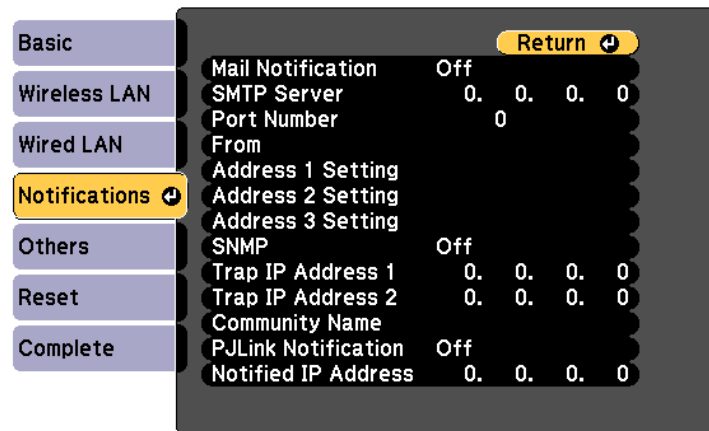 Basic
Wireless LAN
Wired LAN
Notifications
Others
Reset
Complete
Return
Mail Notification Off
SMTP Server 0. 0. 0. 0
Port Number 0
From
Address 1 Setting
Address 2 Setting
Address 3 Setting
SNMP Off
Trap IP Address 1 0. 0. 0. 0
Trap IP Address 2 0. 0. 0. 0
Community Name
PJLink Notification Off
Notified IP Address 0. 0. 0. 0